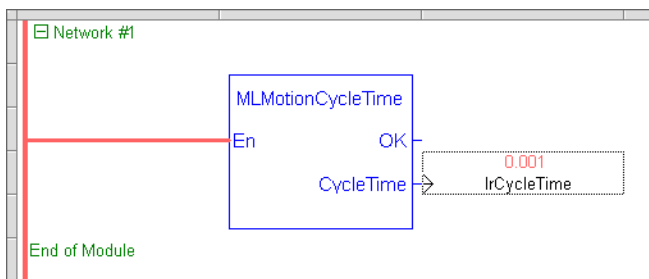 Network #1
MLMotionCycleTime
En OK
0.001
CycleTime lrCycleTime
End of Module